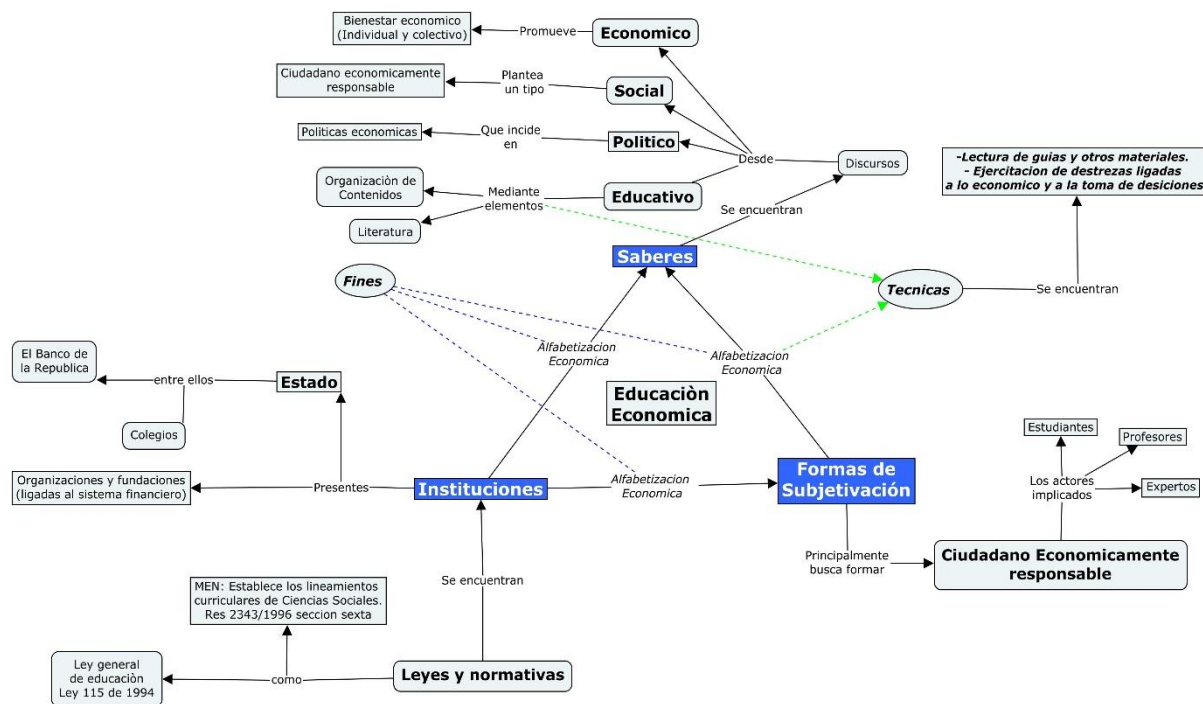 Bienestar economico
(Individual y colectivo)
Promueve
Economico
Ciudadano economicamente
responsable
Plantea
un tipo
Social
Politicas economicas
Que incide
en
Politico
Desde
Discursos
-Lectura de guias y otros materiales.
- Ejercitacion de destrezas ligadas
a lo economico y a la toma de desiciones
Organizaciòn de
Contenidos
Mediante
elementos
Educativo
Literatura
Se encuentran
Saberes
Fines
Tecnicas
Se encuentran
Alfabetizacion
Economica
Alfabetizacion
Economica
El Banco de
la Republica
entre ellos
Estado
Colegios
Educaciòn
Economica
Estudiantes
Profesores
Organizaciones y fundaciones
(ligadas al sistema financiero)
Presentes
Instituciones
Alfabetizacion
Economica
Formas de
Subjetivación
Los actores
implicados
Expertos
Principalmente
busca formar
Ciudadano Economicamente
responsable
Se encuentran
MEN: Establece los lineamientos
curriculares de Ciencias Sociales.
Res 2343/1996 seccion sexta
Ley general
de educaciòn
Ley 115 de 1994
como
Leyes y normativas